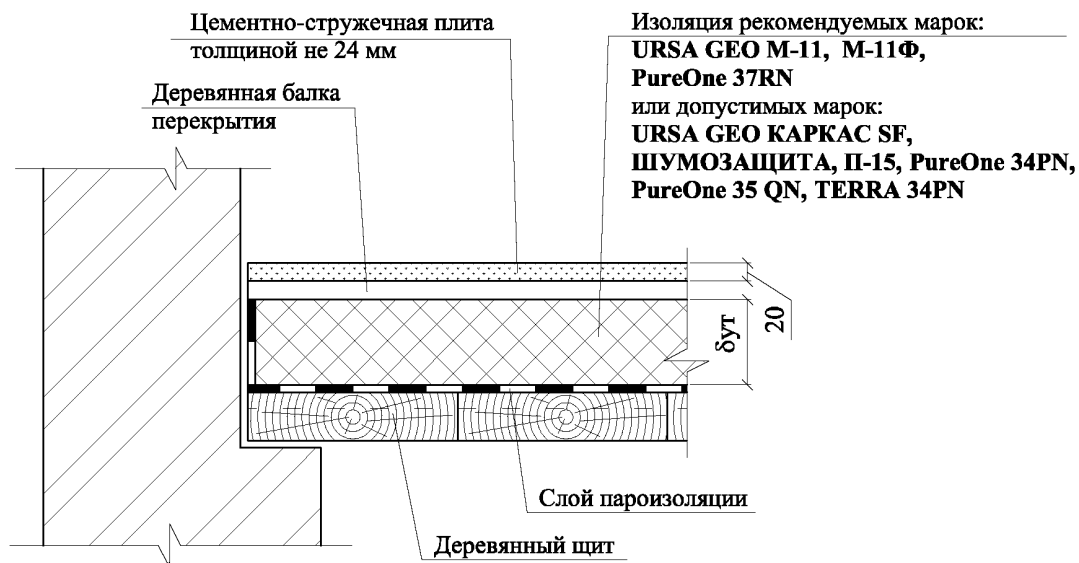 Цементно-стружечная плита
толщиной не 24 мм
Деревянная балка
перекрытия
Изоляция рекомендуемых марок:
URSA GEO М-11, М-11Ф,
PureOne 37RN
или допустимых марок:
URSA GEO КАРКАС SF,
ШУМОЗАЩИТА, П-15, PureOne 34PN,
PureOne 35 QN, TERRA 34PN
20
δут
Слой пароизоляции
Деревянный щит